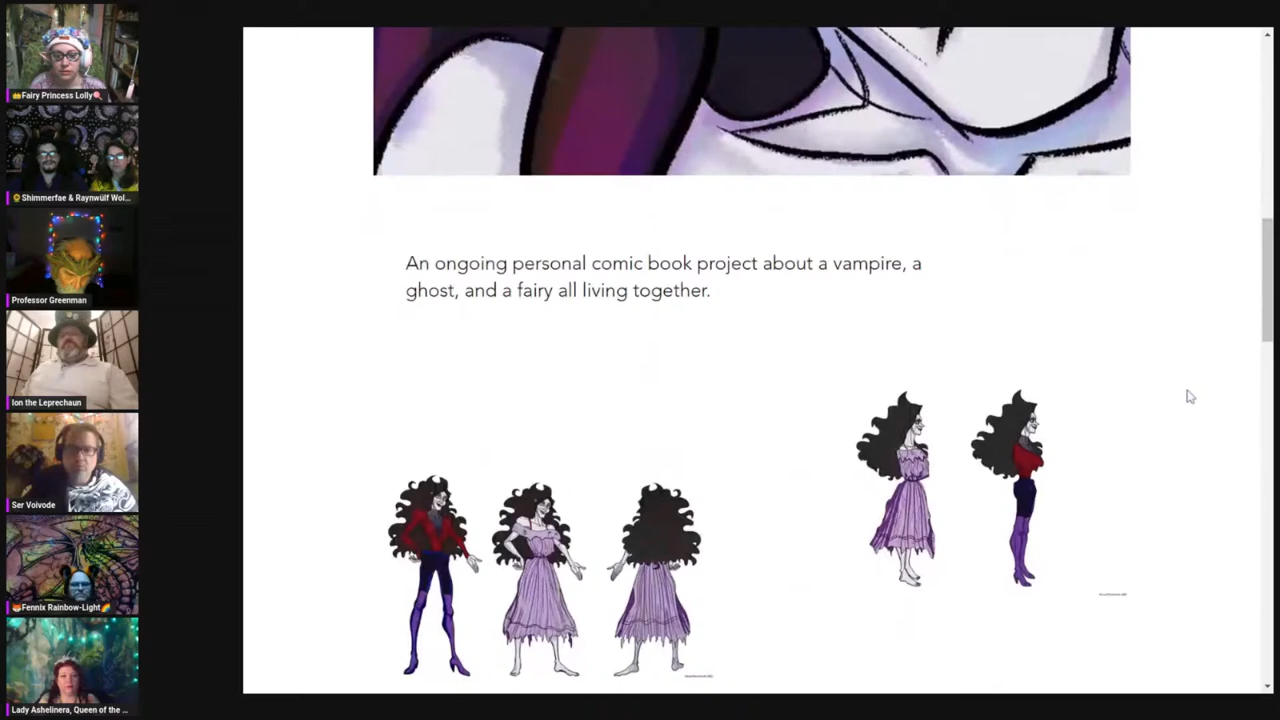 👑Fairy Princess Lolly🍭
🌻Shimmerfae & Raynwülf Wol...
Professor Greenman
Ion the Leprechaun
Ser Voivode
🦊Fennix Rainbow-Light🌈
Lady Ashelinera, Queen of the ...
An ongoing personal comic book project about a vampire, a
ghost, and a fairy all living together.